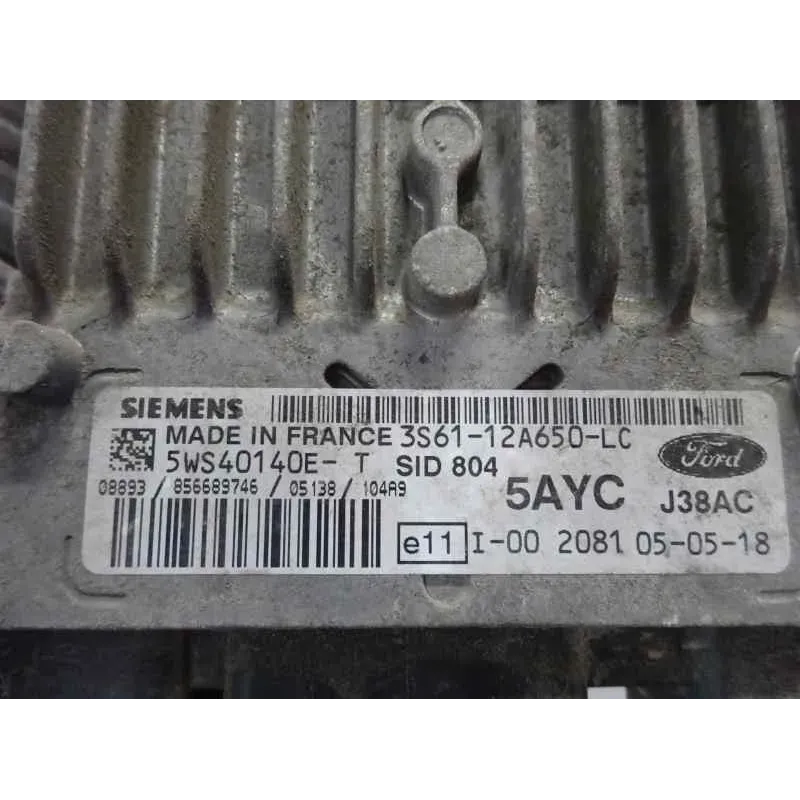 SIEMENS
MADE IN FRANCE 3S61-12A650-LC
5WS40140E- T SID 804
Ford
08893 / 856689746 / 05138 / 104A9
5AYC J38AC
e11 I-00 2081 05-05-18